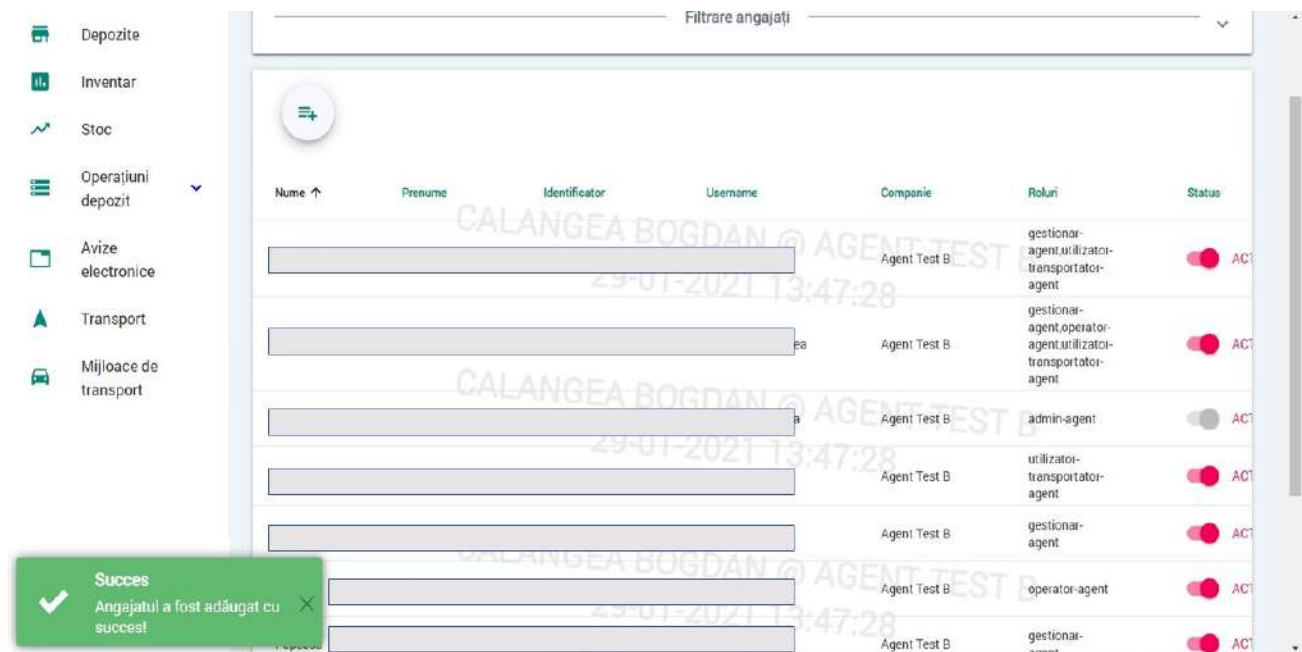 Filtrare angajați
Depozite
Inventar
Stoc
Operațiuni
depozit
Avize
electronice
Transport
Mijloace de
transport
Nume ↑ Prenume Identificator Username Companie Roluri Status
CALANGEA BOGDAN @ AGENT TEST B
29-01-2021 13:47:28
Agent Test B
gestionar-
agent,utilizator-
transportator-
agent
ACT
ea Agent Test B
gestionar-
agent,operator-
agent,utilizator-
transportator-
agent
ACT
CALANGEA BOGDAN @ AGENT TEST B
29-01-2021 13:47:28
a Agent Test B admin-agent ACT
Agent Test B
utilizator-
transportator-
agent
ACT
Agent Test B
gestionar-
agent
ACT
CALANGEA BOGDAN @ AGENT TEST B
29-01-2021 13:47:28
Agent Test B operator-agent ACT
Agent Test B
gestionar-
ACT
Succes
Angajatul a fost adăugat cu
succes!